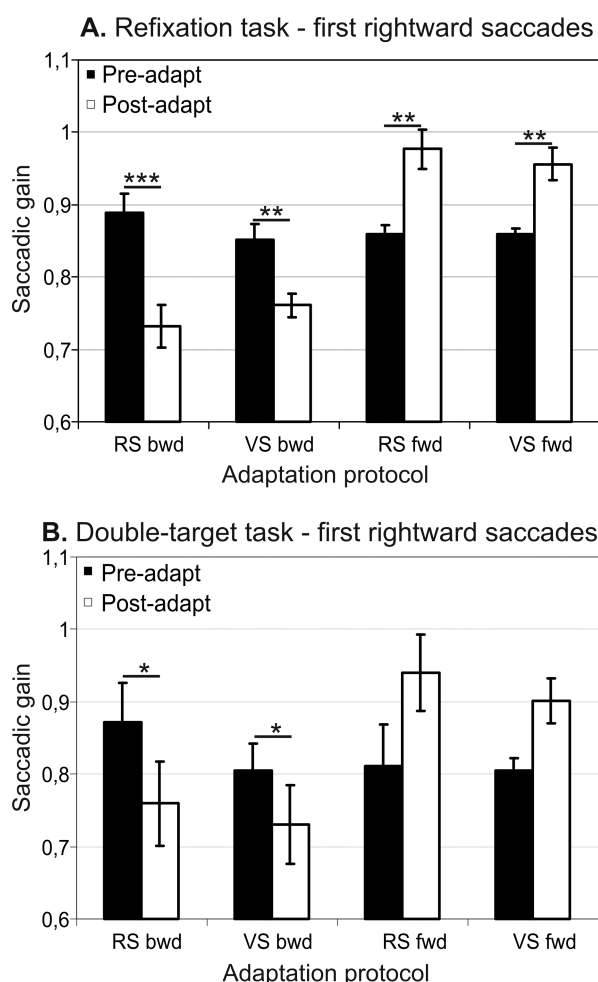 A. Refixation task - first rightward saccades
1,1
Pre-adapt
Post-adapt
1
**
**
***
0,9
**
Saccadic gain
0,8
0,7
0,6
RS bwd VS bwd RS fwd VS fwd
Adaptation protocol
B. Double-target task - first rightward saccades
1,1
Pre-adapt
Post-adapt
1
*
0,9
*
Saccadic gain
0,8
0,7
0,6
RS bwd VS bwd RS fwd VS fwd
Adaptation protocol